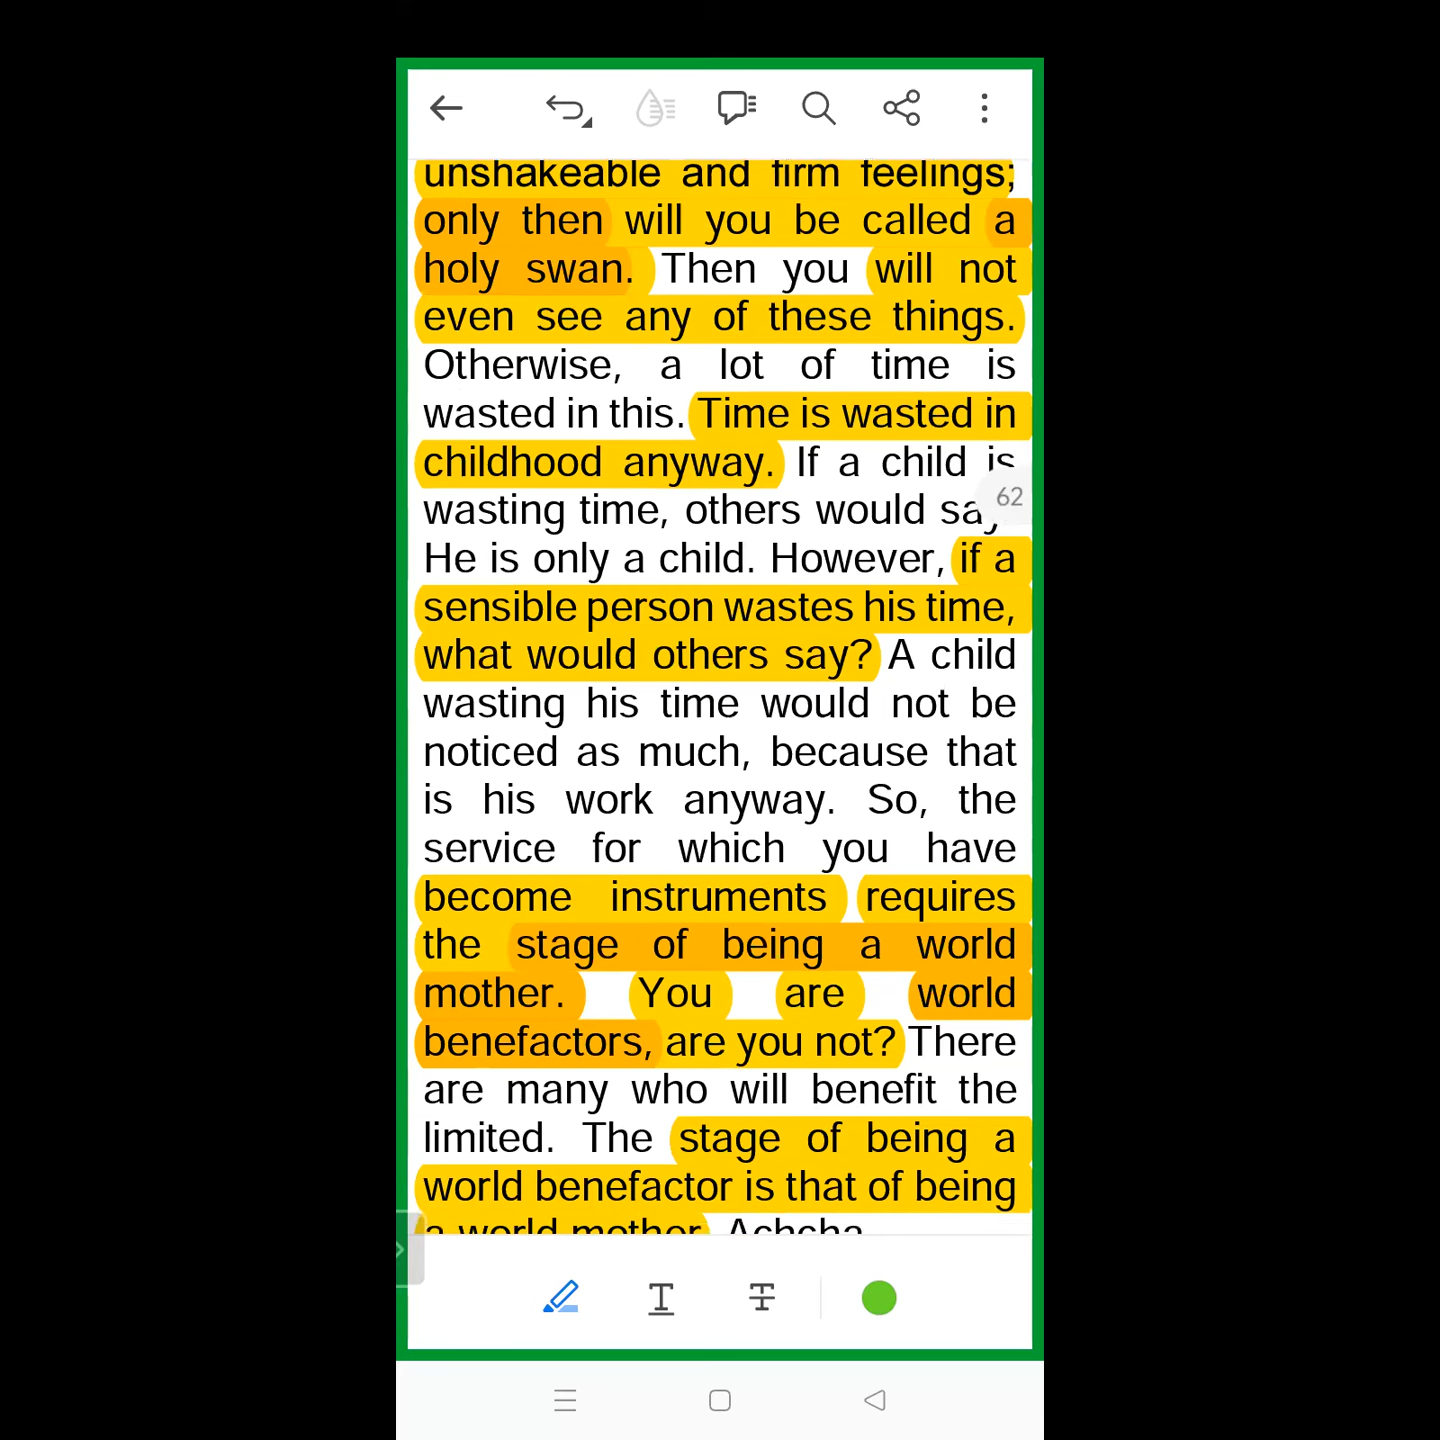 unshakeable and firm feelings;
only then will you be called a
holy swan. Then you will not
even see any of these things.
Otherwise, a lot of time is
wasted in this. Time is wasted in
childhood anyway. If a child is
62
wasting time, others would say,
He is only a child. However, if a
sensible person wastes his time,
what would others say? A child
wasting his time would not be
noticed as much, because that
is his work anyway. So, the
service for which you have
become instruments requires
the stage of being a world
mother. You are world
benefactors, are you not? There
are many who will benefit the
limited. The stage of being a
world benefactor is that of being
a world mother. Achcha.